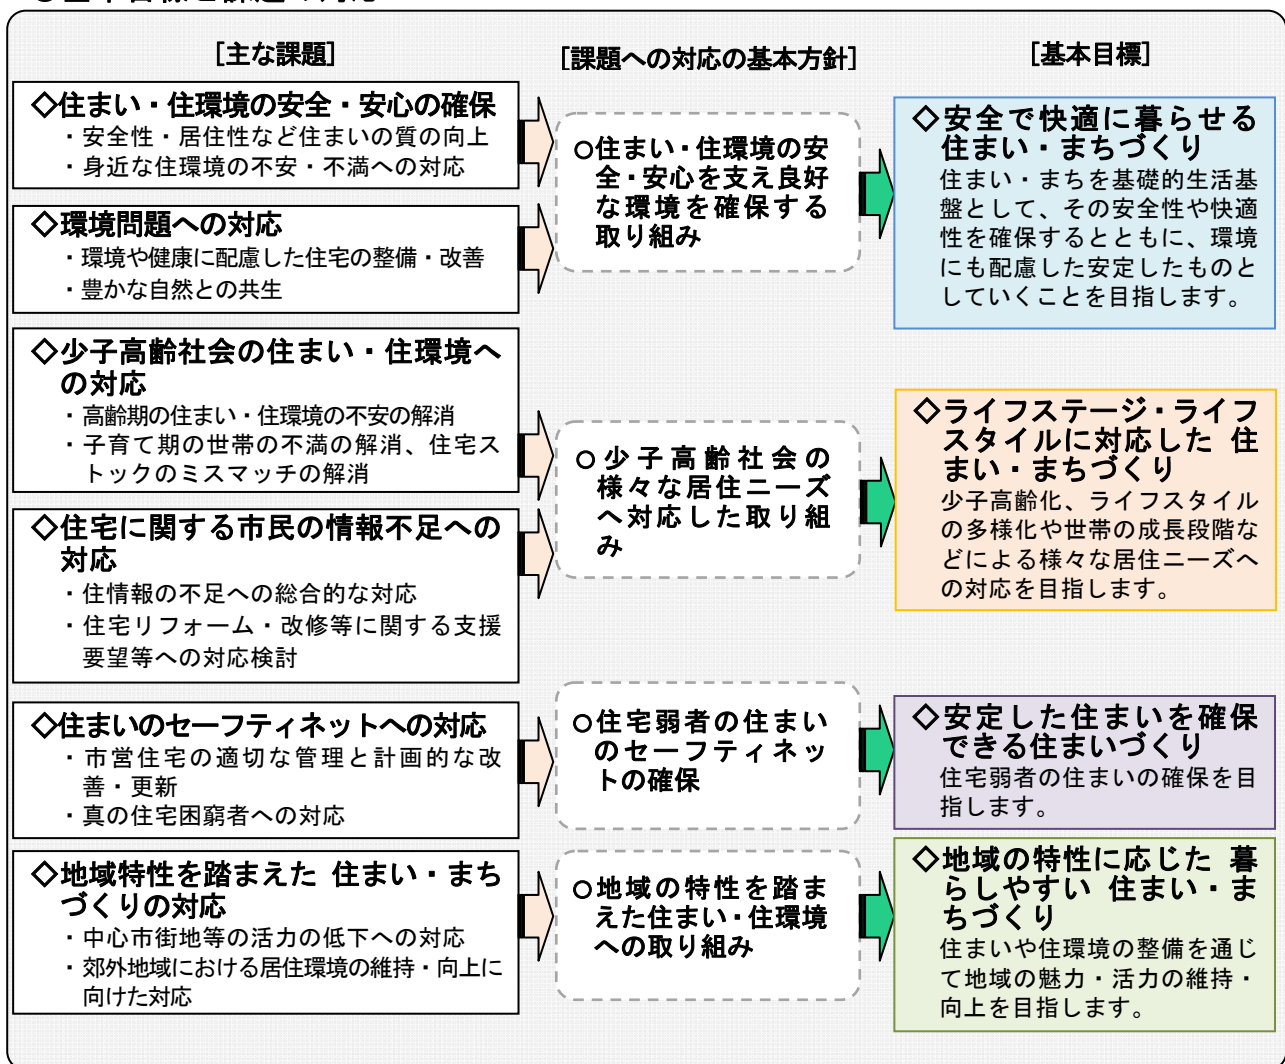 [主な課題]
[課題への対応の基本方針]
[基本目標]
◇住まい・住環境の安全・安心の確保
・安全性・居住性など住まいの質の向上
・身近な住環境の不安・不満への対応
◇環境問題への対応
・環境や健康に配慮した住宅の整備・改善
・豊かな自然との共生
○住まい・住環境の安
全・安心を支え良好
な環境を確保する
取り組み
◇安全で快適に暮らせる
住まい・まちづくり
住まい・まちを基礎的生活基
盤として、その安全性や快適
性を確保するとともに、環境
にも配慮した安定したものと
していくことを目指します。
◇少子高齢社会の住まい・住環境へ
の対応
・高齢期の住まい・住環境の不安の解消
・子育て期の世帯の不満の解消、住宅ス
トックのミスマッチの解消
◇住宅に関する市民の情報不足への
対応
・住情報の不足への総合的な対応
・住宅リフォーム・改修等に関する支援
要望等への対応検討
○少子高齢社会の
様々な居住ニーズ
へ対応した取り組
み
◇ライフステージ・ライフ
スタイルに対応した 住
まい・まちづくり
少子高齢化、ライフスタイル
の多様化や世帯の成長段階な
どによる様々な居住ニーズへ
の対応を目指します。
◇住まいのセーフティネットへの対応
・市営住宅の適切な管理と計画的な改
善・更新
・真の住宅困窮者への対応
○住宅弱者の住まい
のセーフティネッ
トの確保
◇安定した住まいを確保
できる住まいづくり
住宅弱者の住まいの確保を目
指します。
◇地域特性を踏まえた 住まい・まち
づくりの対応
・中心市街地等の活力の低下への対応
・郊外地域における居住環境の維持・向上に
向けた対応
○地域の特性を踏ま
えた住まい・住環境
への取り組み
◇地域の特性に応じた 暮
らしやすい 住まい・ま
ちづくり
住まいや住環境の整備を通じ
て地域の魅力・活力の維持・
向上を目指します。